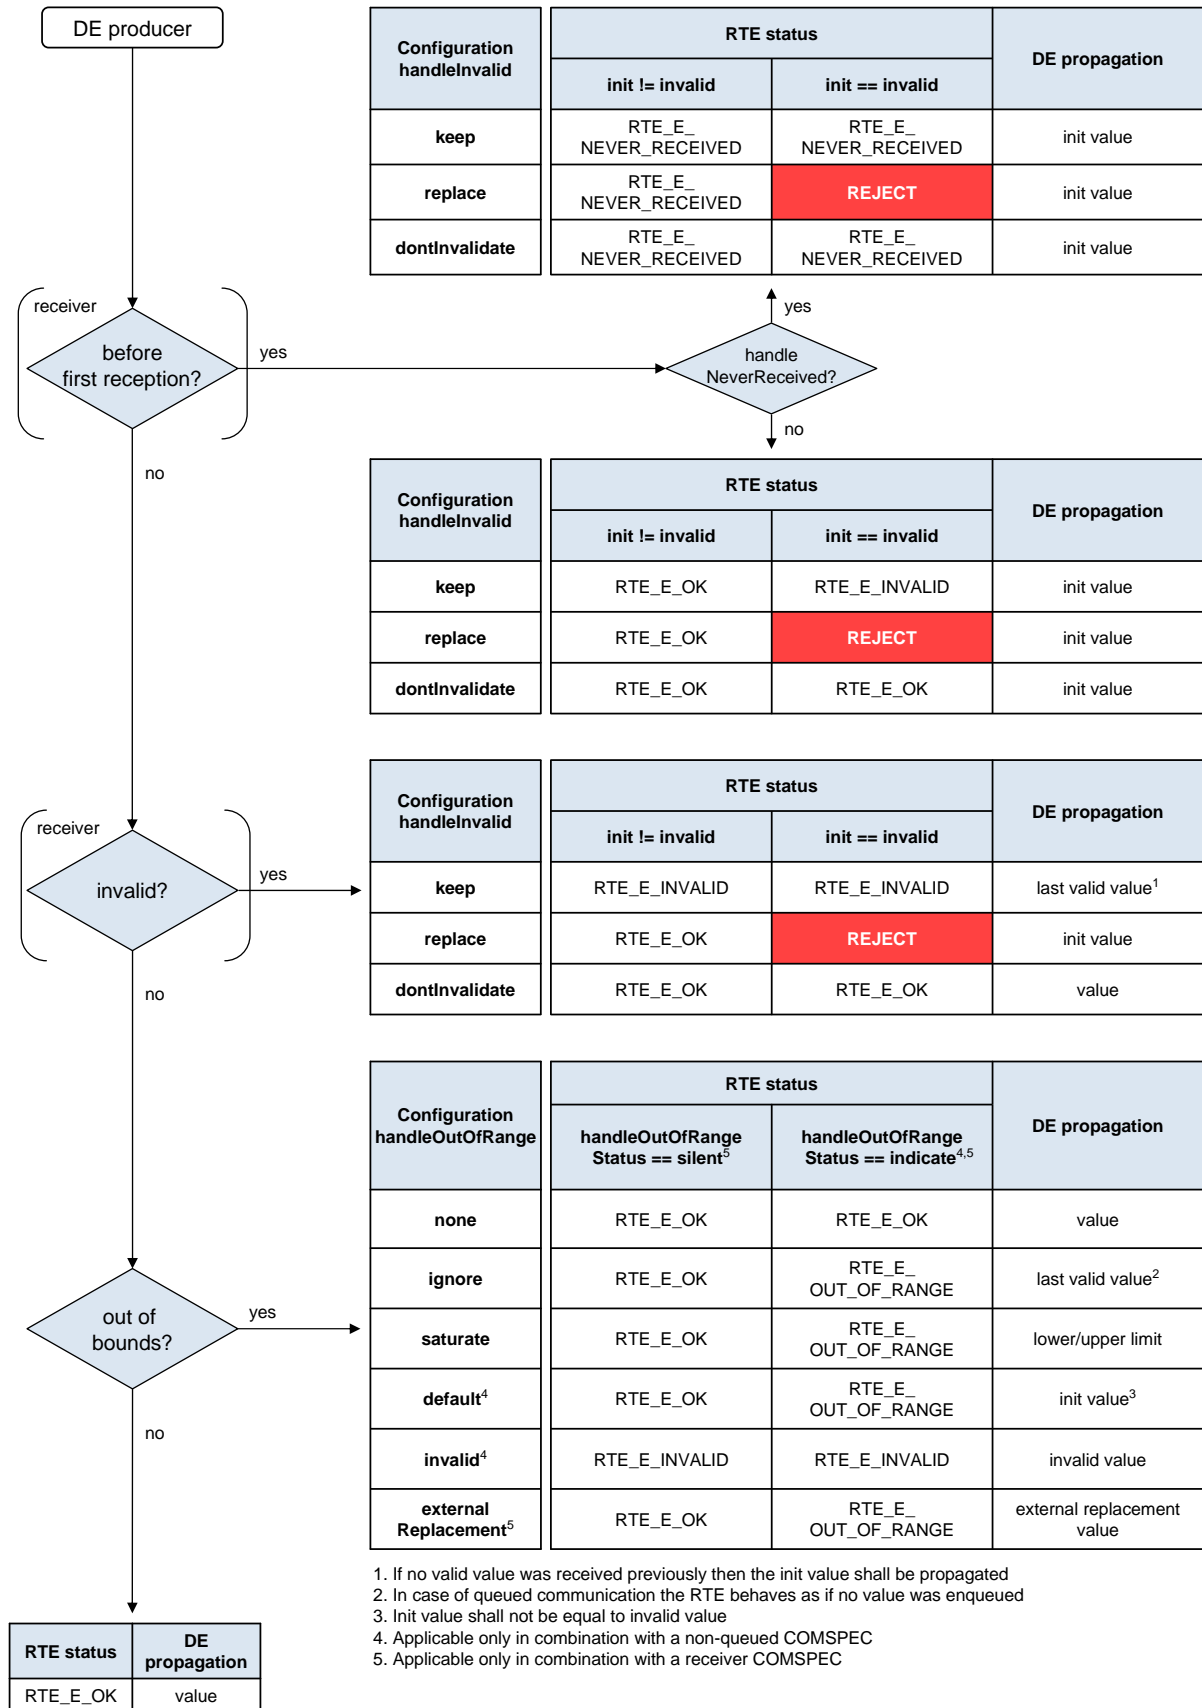 DE producer
Configuration
handleInvalid
RTE status
DE propagation
init != invalid
init == invalid
keep
RTE_E_
NEVER_RECEIVED
RTE_E_
NEVER_RECEIVED
init value
replace
RTE_E_
NEVER_RECEIVED
REJECT
init value
dontInvalidate
RTE_E_
NEVER_RECEIVED
RTE_E_
NEVER_RECEIVED
init value
receiver
before
first reception?
yes
handle
NeverReceived?
yes
no
no
Configuration
handleInvalid
RTE status
DE propagation
init != invalid
init == invalid
keep
RTE_E_OK
RTE_E_INVALID
init value
replace
RTE_E_OK
REJECT
init value
dontInvalidate
RTE_E_OK
RTE_E_OK
init value
receiver
invalid?
yes
no
Configuration
handleInvalid
RTE status
DE propagation
init != invalid
init == invalid
keep
RTE_E_INVALID
RTE_E_INVALID
last valid value1
replace
RTE_E_OK
REJECT
init value
dontInvalidate
RTE_E_OK
RTE_E_OK
value
out of
bounds?
yes
no
Configuration
handleOutOfRange
RTE status
DE propagation
handleOutOfRange
Status == silent5
handleOutOfRange
Status == indicate4,5
none
RTE_E_OK
RTE_E_OK
value
ignore
RTE_E_OK
RTE_E_
OUT_OF_RANGE
last valid value2
saturate
RTE_E_OK
RTE_E_
OUT_OF_RANGE
lower/upper limit
default4
RTE_E_OK
RTE_E_
OUT_OF_RANGE
init value3
invalid4
RTE_E_INVALID
RTE_E_INVALID
invalid value
external
Replacement5
RTE_E_OK
RTE_E_
OUT_OF_RANGE
external replacement
value
1. If no valid value was received previously then the init value shall be propagated
2. In case of queued communication the RTE behaves as if no value was enqueued
3. Init value shall not be equal to invalid value
4. Applicable only in combination with a non-queued COMSPEC
5. Applicable only in combination with a receiver COMSPEC
RTE status
DE
propagation
RTE_E_OK
value